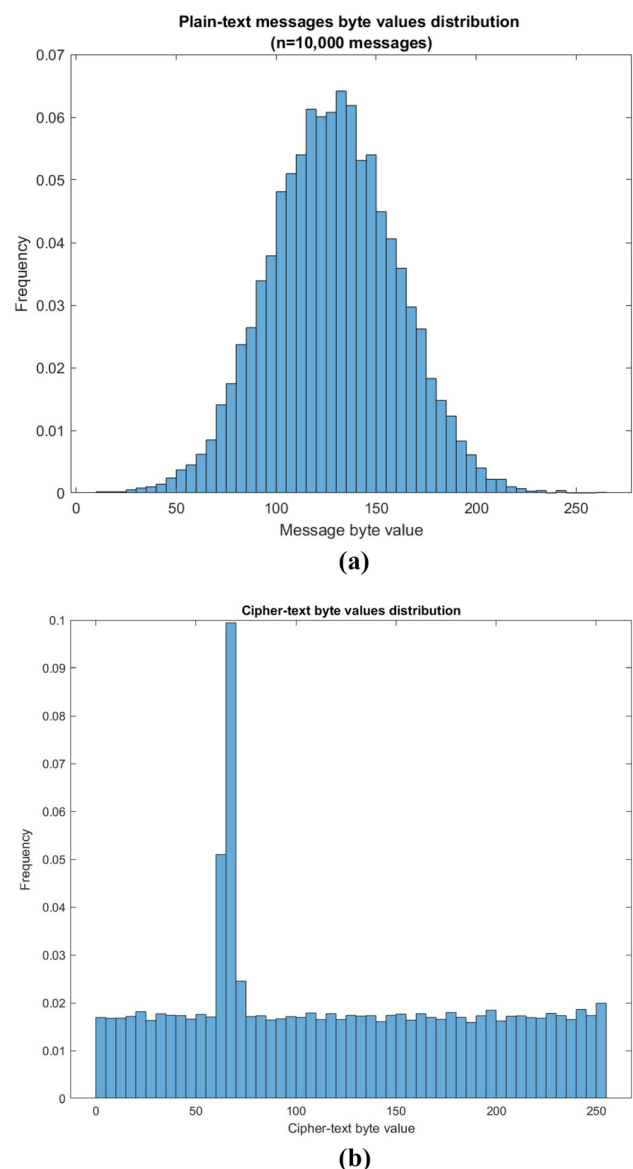 Plain-text messages byte values distribution
(n=10,000 messages)
0.07
0.06
0.05
0.04
0.03
0.02
0.01
0
Frequency
0 50 100 150 200 250
Message byte value
(a)
Cipher-text byte values distribution
0.1
0.09
0.08
0.07
0.06
0.05
0.04
0.03
0.02
0.01
0
Frequency
0 50 100 150 200 250
Cipher-text byte value
(b)